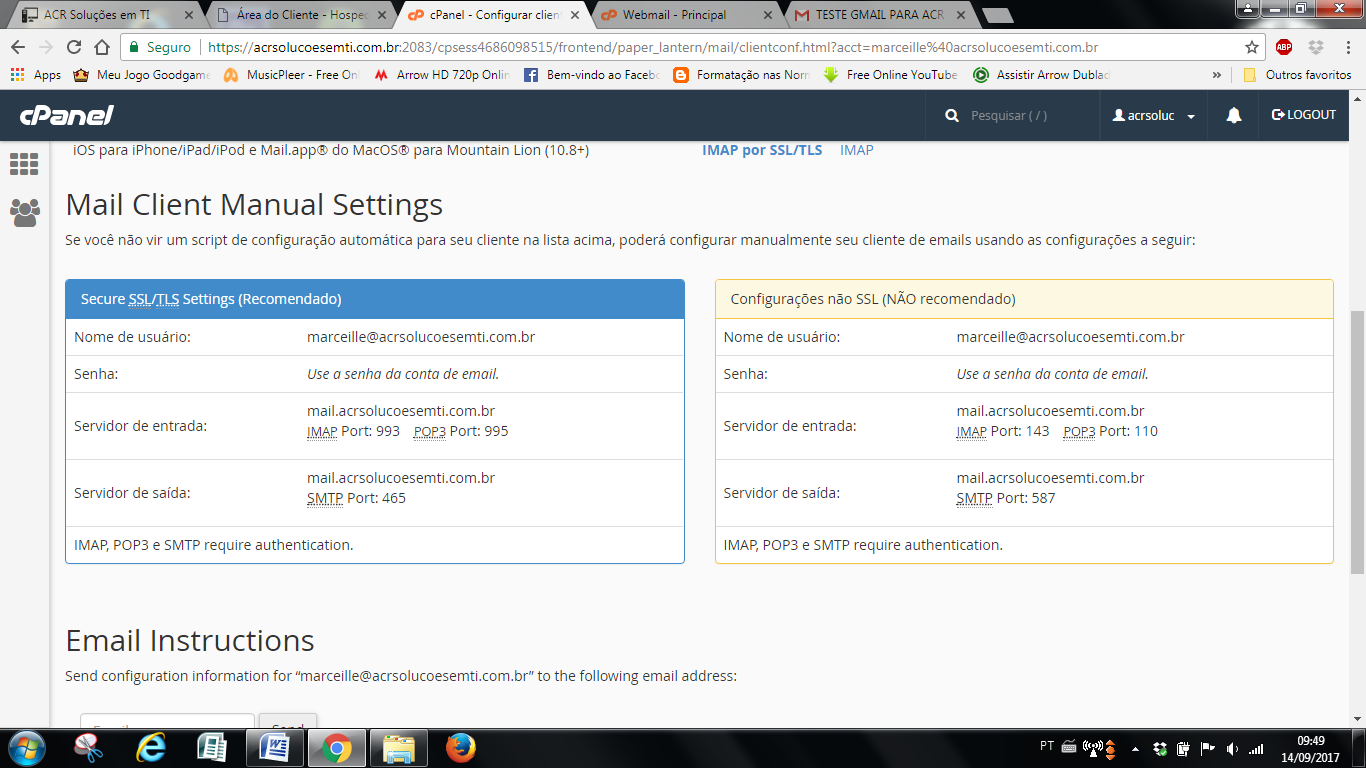 ACR Soluções em TI
Área do Cliente - Hosped
cPanel - Configurar clien
Webmail - Principal
TESTE GMAIL PARA ACR
Seguro
https://acrsolucoesemti.com.br:2083/cpsess4686098515/frontend/paper_lantern/mail/clientconf.html?acct=marceille%40acrsolucoesemti.com.br
ABP
Apps
Meu Jogo Goodgame
MusicPleer - Free Onl
Arrow HD 720p Onlin
Bem-vindo ao Facebo
Formatação nas Norm
Free Online YouTube
Assistir Arrow Dublad
»
Outros favoritos
cPanel
Pesquisar ( / )
acrsoluc
LOGOUT
iOS para iPhone/iPad/iPod e Mail.app® do MacOS® para Mountain Lion (10.8+)
IMAP por SSL/TLS
IMAP
Mail Client Manual Settings
Se você não vir um script de configuração automática para seu cliente na lista acima, poderá configurar manualmente seu cliente de emails usando as configurações a seguir:
Secure SSL/TLS Settings (Recomendado)
Nome de usuário: marceille@acrsolucoesemti.com.br
Senha: Use a senha da conta de email.
Servidor de entrada: mail.acrsolucoesemti.com.br
IMAP Port: 993 POP3 Port: 995
Servidor de saída: mail.acrsolucoesemti.com.br
SMTP Port: 465
IMAP, POP3 e SMTP require authentication.
Configurações não SSL (NÃO recomendado)
Nome de usuário: marceille@acrsolucoesemti.com.br
Senha: Use a senha da conta de email.
Servidor de entrada: mail.acrsolucoesemti.com.br
IMAP Port: 143 POP3 Port: 110
Servidor de saída: mail.acrsolucoesemti.com.br
SMTP Port: 587
IMAP, POP3 e SMTP require authentication.
Email Instructions
Send configuration information for “marceille@acrsolucoesemti.com.br” to the following email address:
Send
PT
09:49
14/09/2017